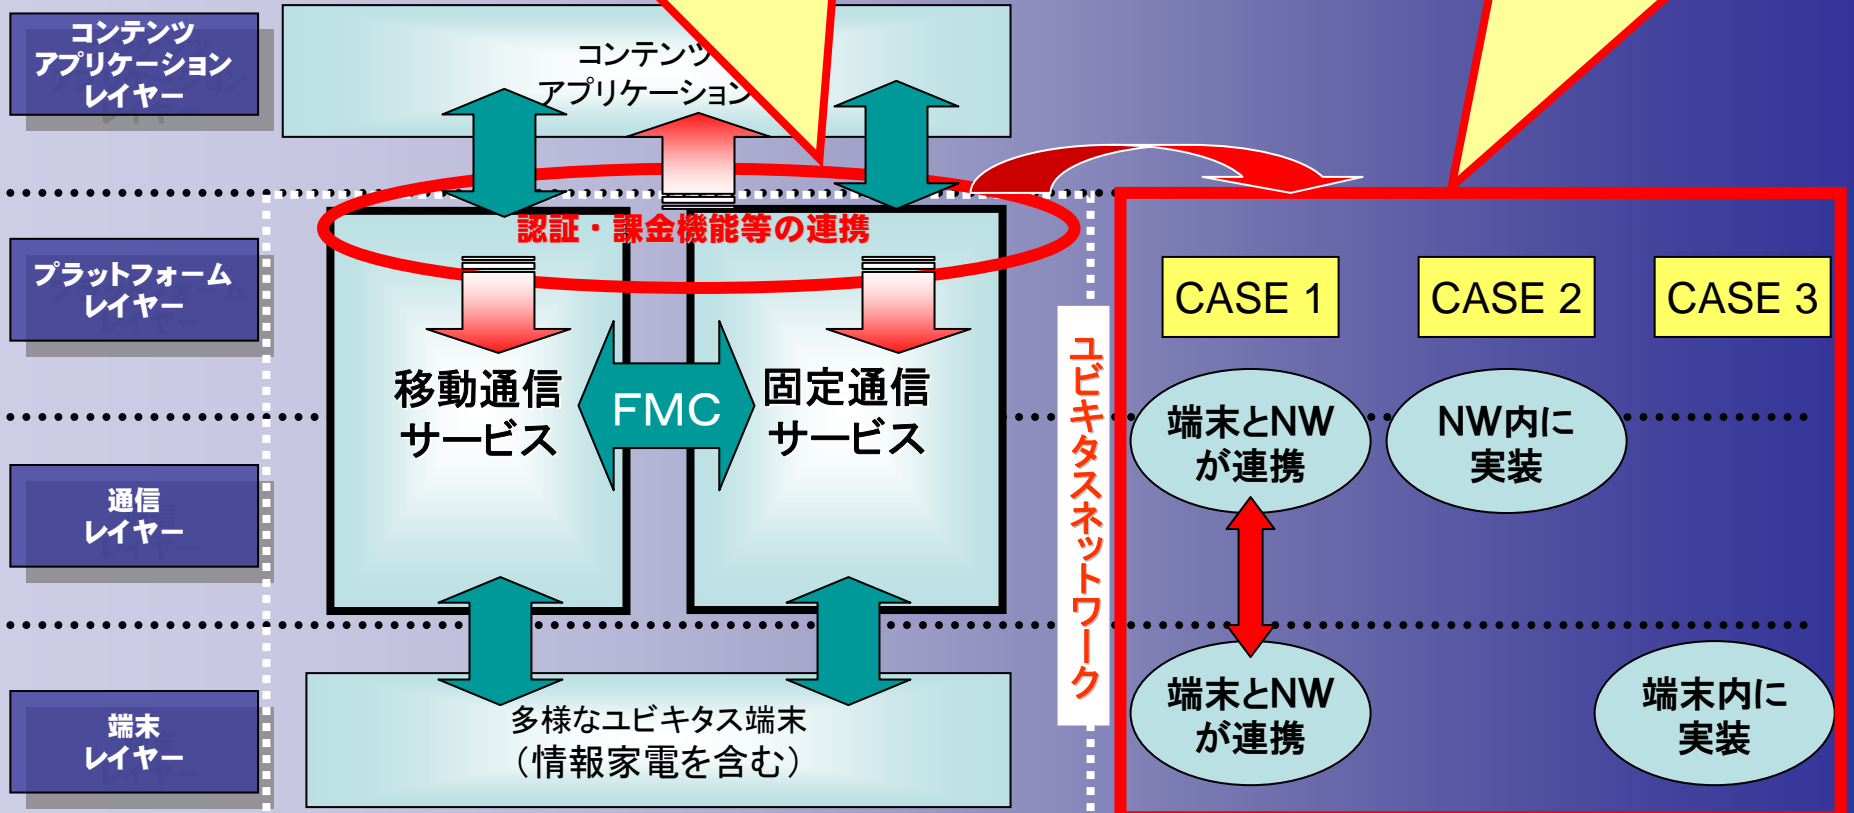 コンテンツ
アプリケーション
レイヤー
コンテンツ
アプリケーション
認証・課金機能等の連携
プラットフォーム
レイヤー
移動通信
サービス
FMC
固定通信
サービス
通信
レイヤー
端末
レイヤー
多様なユビキタス端末
（情報家電を含む）
ユビキタスネットワーク
CASE 1
CASE 2
CASE 3
端末とNW
が連携
NW内に
実装
端末とNW
が連携
端末内に
実装